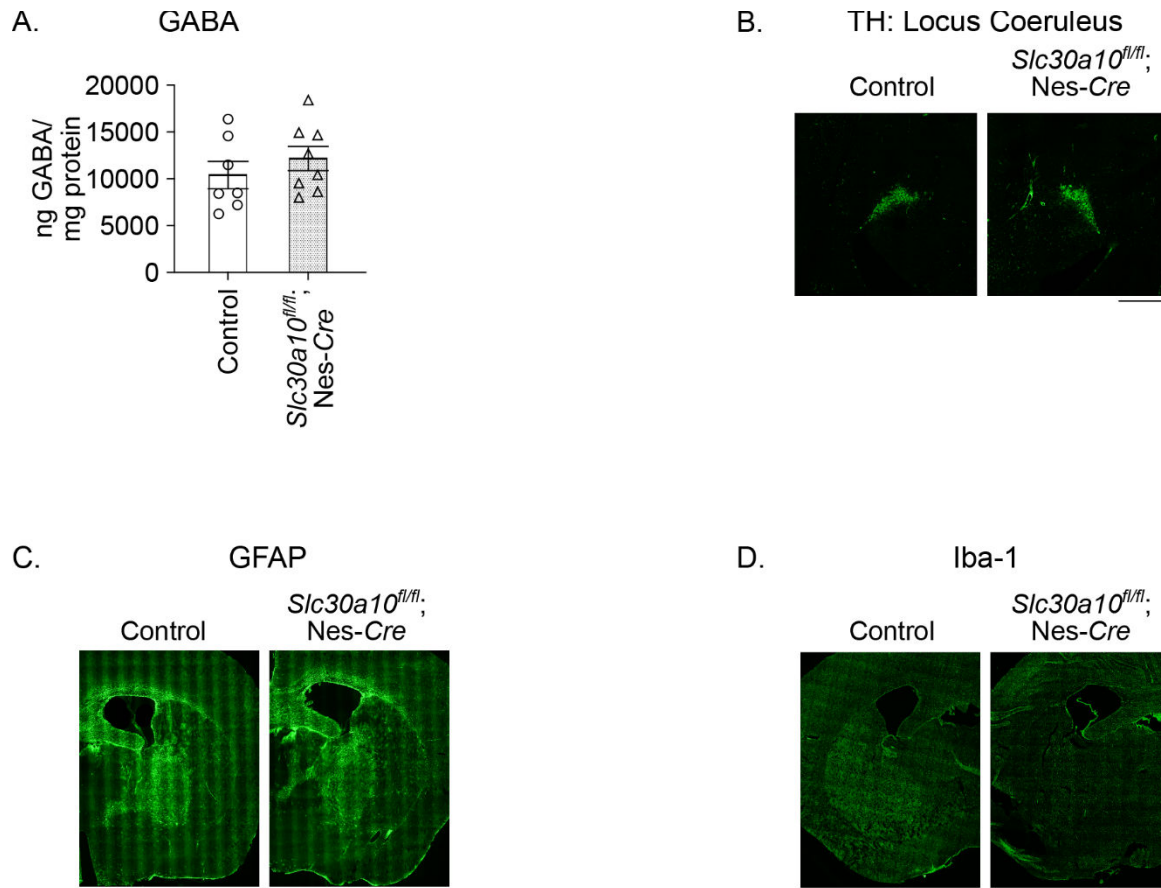 A. GABA
ng GABA/
mg protein
20000
15000
10000
5000
0
Control
Slc30a10fl/fl;
Nes-Cre
B. TH: Locus Coeruleus
Control
Slc30a10fl/fl;
Nes-Cre
C. GFAP
Control
Slc30a10fl/fl;
Nes-Cre
D. Iba-1
Control
Slc30a10fl/fl;
Nes-Cre